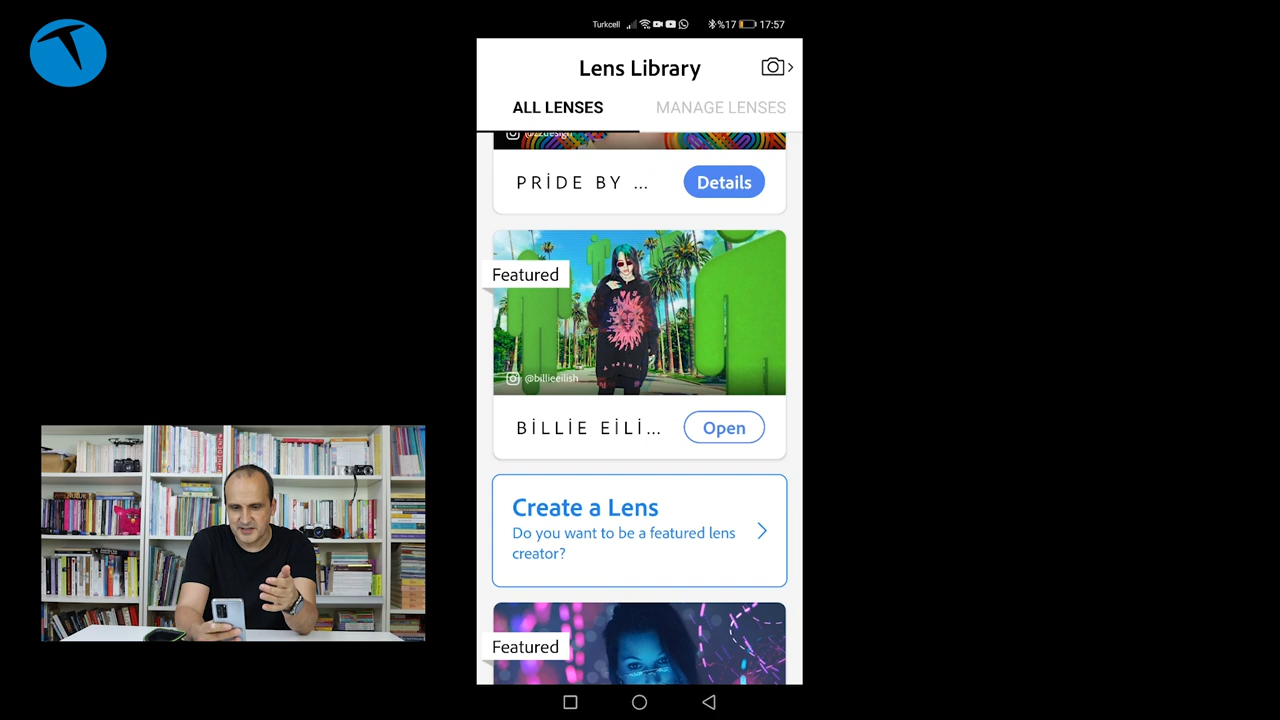 Turkcell %17 17:57
Lens Library
ALL LENSES MANAGE LENSES
@zzdesign
PRİDE BY ... Details
Featured
@billieeilish
BİLLİE EİLİ... Open
Create a Lens
Do you want to be a featured lens
creator?
Featured